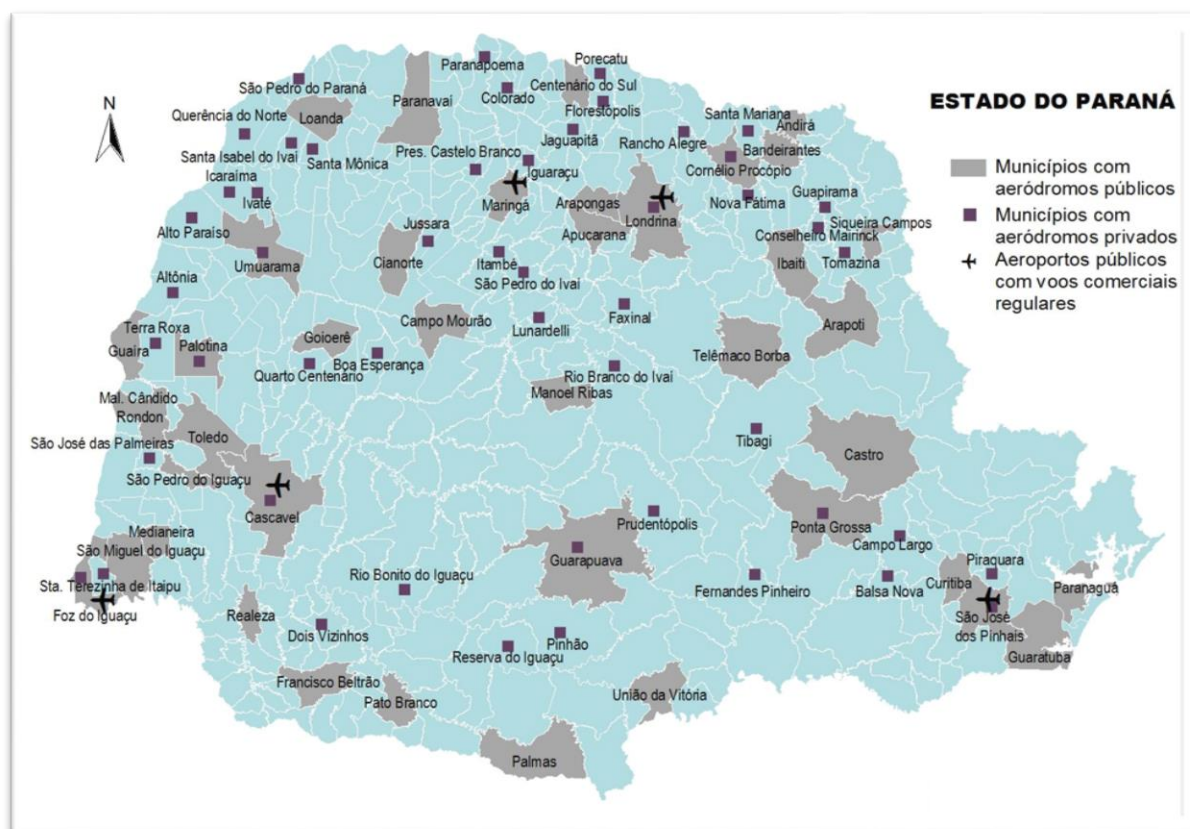 N
ESTADO DO PARANÁ
Municípios com
aeródromos públicos
Municípios com
aeródromos privados
Aeroportos públicos
com voos comerciais
regulares
Paranapoema
Porecatu
São Pedro do Paraná
Colorado
Centenário do Sul
Paranavaí
Florestópolis
Querência do Norte
Loanda
Santa Mariana
Andirá
Jaguapitã
Rancho Alegre
Bandeirantes
Santa Isabel do Ivaí
Santa Mônica
Pres. Castelo Branco
Iguaraçu
Cornélio Procópio
Icaraíma
Ivaté
Maringá
Arapongas
Londrina
Nova Fátima
Guapirama
Alto Paraíso
Jussara
Apucarana
Siqueira Campos
Conselheiro Mairinck
Umuarama
Cianorte
Itambé
Ibaiti
Tomazina
Altônia
São Pedro do Ivaí
Campo Mourão
Lunardelli
Faxinal
Arapoti
Terra Roxa
Guaíra
Palotina
Goioerê
Boa Esperança
Quarto Centenário
Telêmaco Borba
Rio Branco do Ivaí
Manoel Ribas
Mal. Cândido
Rondon
Toledo
São José das Palmeiras
Tibagi
Castro
São Pedro do Iguaçu
Cascavel
Prudentópolis
Ponta Grossa
Medianeira
São Miguel do Iguaçu
Guarapuava
Campo Largo
Sta. Terezinha de Itaipu
Rio Bonito do Iguaçu
Fernandes Pinheiro
Balsa Nova
Piraquara
Curitiba
Paranaguá
Foz do Iguaçu
Realeza
Dois Vizinhos
São José
dos Pinhais
Pinhão
Reserva do Iguaçu
Guaratuba
Francisco Beltrão
Pato Branco
União da Vitória
Palmas